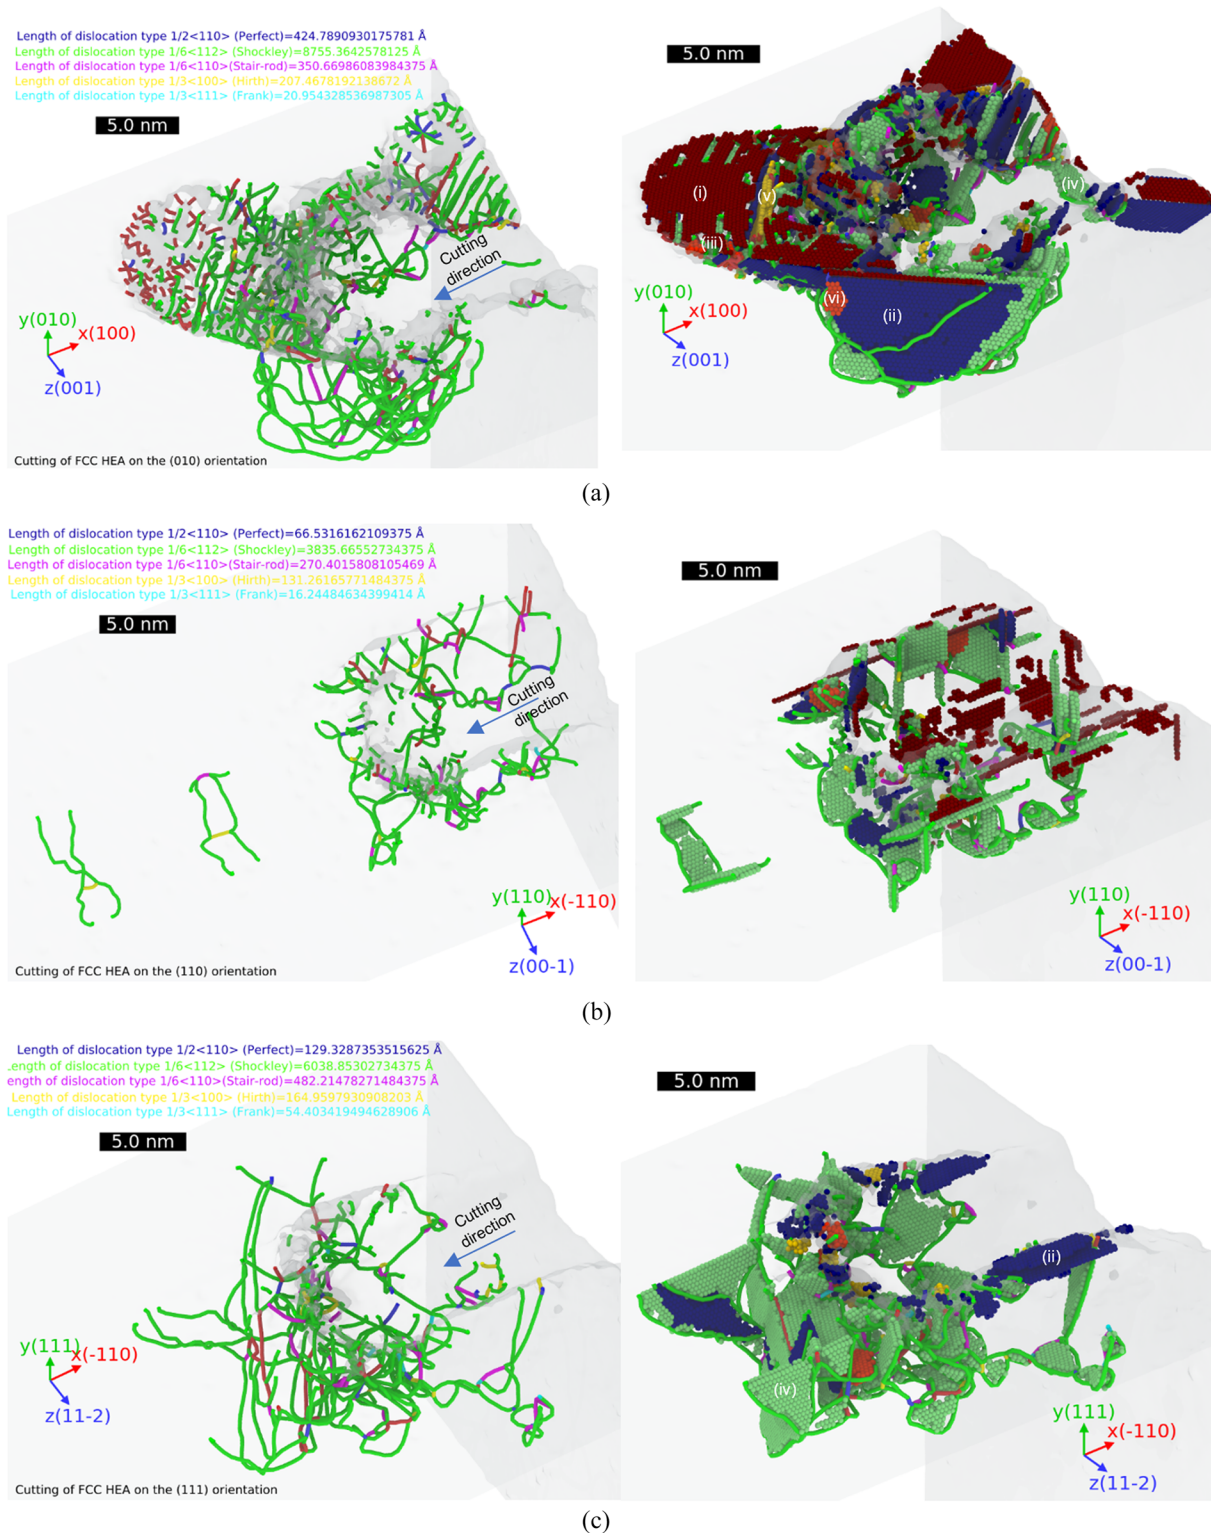 Length of dislocation type 1/2<110> (Perfect)=424.7890930175781 Å
Length of dislocation type 1/6<112> (Shockley)=8755.3642578125 Å
Length of dislocation type 1/6<110>(Stair-rod)=350.66986083984375 Å
Length of dislocation type 1/3<100> (Hirth)=207.4678192138672 Å
Length of dislocation type 1/3<111> (Frank)=20.954328536987305 Å
5.0 nm
Cutting
direction
y(010)
x(100)
z(001)
Cutting of FCC HEA on the (010) orientation
5.0 nm
(i)
(v)
(iv)
(iii)
(vi)
(ii)
y(010)
x(100)
z(001)
(a)
Length of dislocation type 1/2<110> (Perfect)=66.5316162109375 Å
Length of dislocation type 1/6<112> (Shockley)=3835.66552734375 Å
Length of dislocation type 1/6<110>(Stair-rod)=270.4015808105469 Å
Length of dislocation type 1/3<100> (Hirth)=131.26165771484375 Å
Length of dislocation type 1/3<111> (Frank)=16.24484634399414 Å
5.0 nm
Cutting
direction
y(110)
x(-110)
z(00-1)
Cutting of FCC HEA on the (110) orientation
5.0 nm
y(110)
x(-110)
z(00-1)
(b)
Length of dislocation type 1/2<110> (Perfect)=129.3287353515625 Å
Length of dislocation type 1/6<112> (Shockley)=6038.85302734375 Å
ength of dislocation type 1/6<110>(Stair-rod)=482.21478271484375 Å
Length of dislocation type 1/3<100> (Hirth)=164.9597930908203 Å
Length of dislocation type 1/3<111> (Frank)=54.403419494628906 Å
5.0 nm
Cutting
direction
y(111)
x(-110)
z(11-2)
Cutting of FCC HEA on the (111) orientation
5.0 nm
(ii)
(iv)
y(111)
x(-110)
z(11-2)
(c)